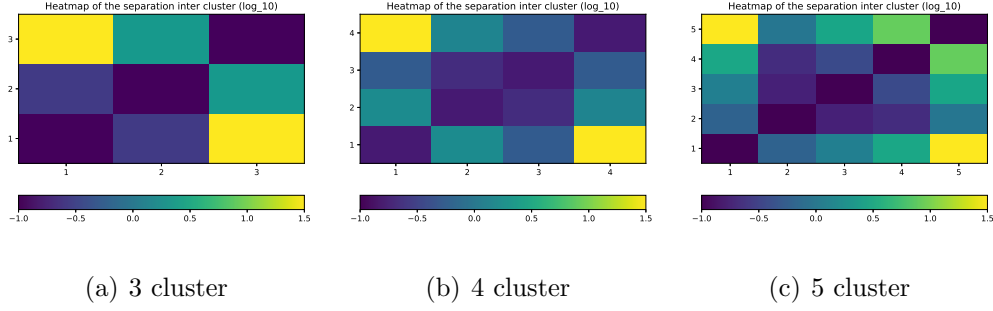 Heatmap of the separation inter cluster (log_10)
3
2
1
1 2 3
−1.0 −0.5 0.0 0.5 1.0 1.5
(a) 3 cluster
Heatmap of the separation inter cluster (log_10)
4
3
2
1
1 2 3 4
−1.0 −0.5 0.0 0.5 1.0 1.5
(b) 4 cluster
Heatmap of the separation inter cluster (log_10)
5
4
3
2
1
1 2 3 4 5
−1.0 −0.5 0.0 0.5 1.0 1.5
(c) 5 cluster